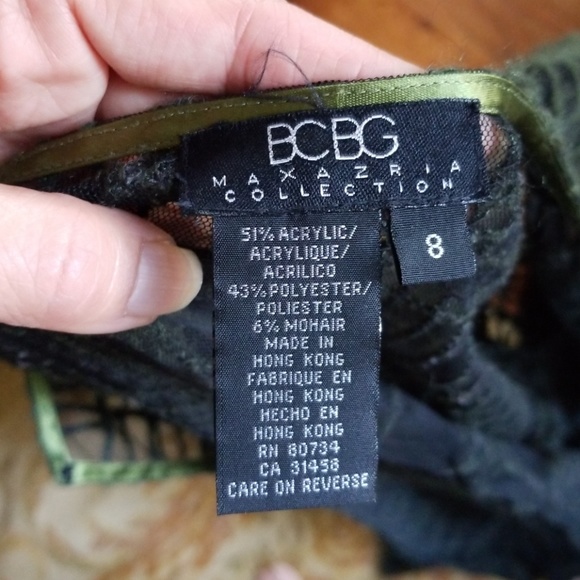 BCBG
MAXAZRIA
COLLECTION
8
51% ACRYLIC/
ACRYLIQUE/
ACRILICO
43% POLYESTER/
POLIESTER
6% MOHAIR
MADE IN
HONG KONG
FABRIQUE EN
HONG KONG
HECHO EN
HONG KONG
RN 80734
CA 31458
CARE ON REVERSE